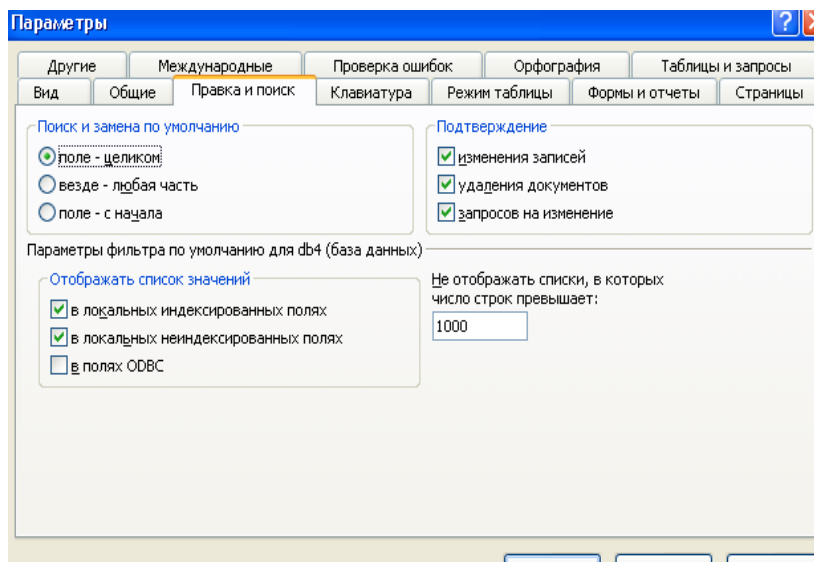 Параметры
Другие Международные Проверка ошибок Орфография Таблицы и запросы
Вид Общие Правка и поиск Клавиатура Режим таблицы Формы и отчеты Страницы
Поиск и замена по умолчанию
поле - целиком
везде - любая часть
поле - с начала
Подтверждение
изменения записей
удаления документов
запросов на изменение
Параметры фильтра по умолчанию для db4 (база данных)
Отображать список значений
в локальных индексированных полях
в локальных неиндексированных полях
в полях ODBC
Не отображать списки, в которых
число строк превышает:
1000